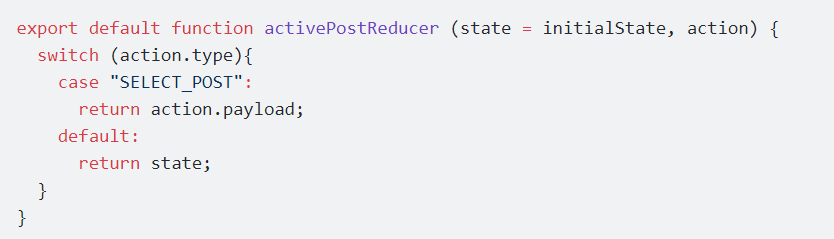 export default function activePostReducer (state = initialState, action) {
  switch (action.type){
    case "SELECT_POST":
      return action.payload;
    default:
      return state;
  }
}